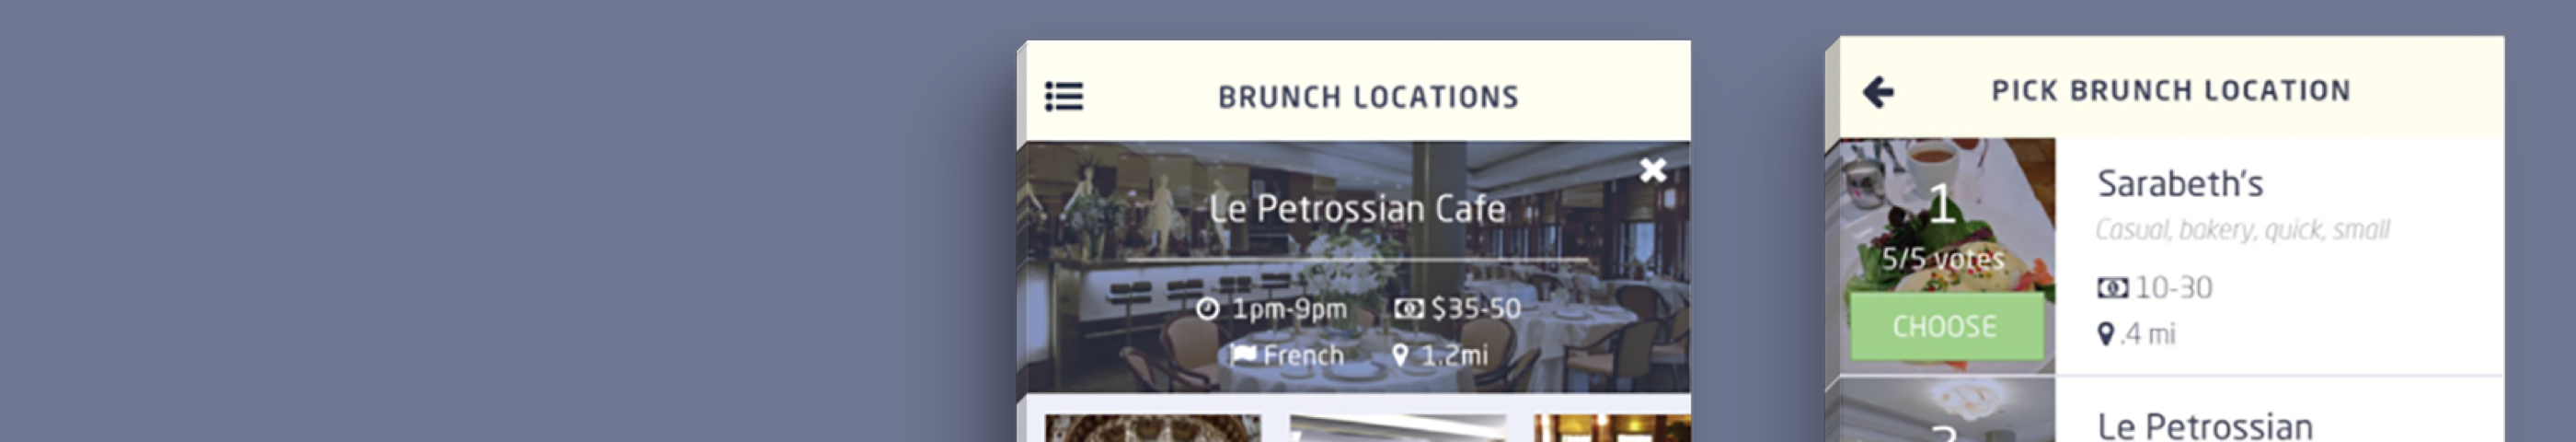 BRUNCH LOCATIONS
Le Petrossian Cafe
1pm-9pm $35-50
French 1.2mi
PICK BRUNCH LOCATION
1
5/5 votes
CHOOSE
Sarabeth's
Casual, bakery, quick, small
10-30
.4 mi
Le Petrossian